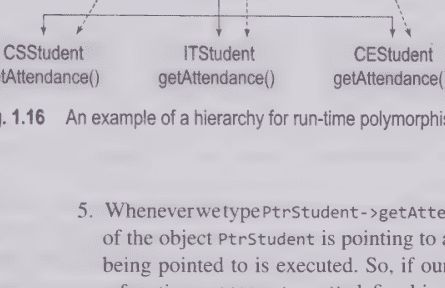 CSStudent ITStudent CEStudent
tAttendance() getAttendance() getAttendance(
. 1.16 An example of a hierarchy for run-time polymorphis
5. Whenever we type PtrStudent->getAtte
of the object PtrStudent is pointing to a
being pointed to is executed. So, if our